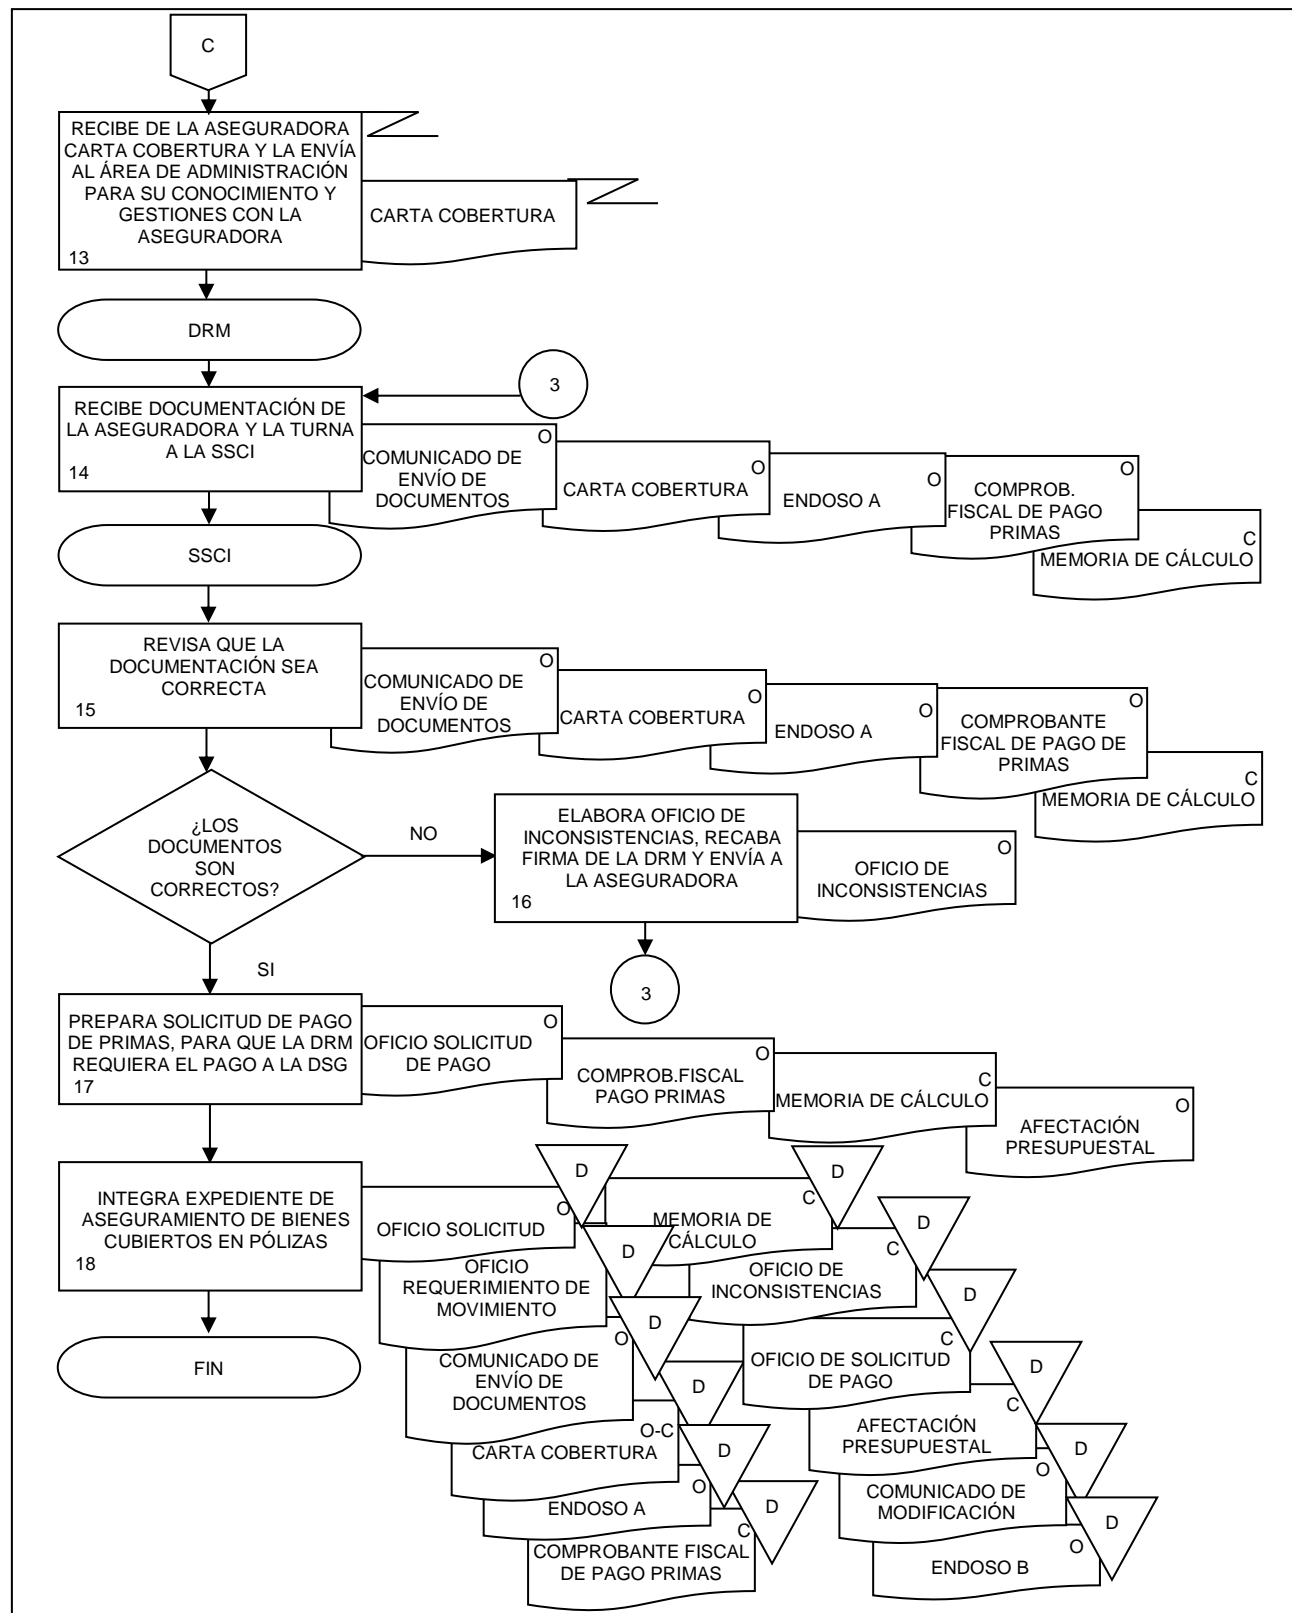 C
RECIBE DE LA ASEGURADORA
CARTA COBERTURA Y LA ENVÍA
AL ÁREA DE ADMINISTRACIÓN
PARA SU CONOCIMIENTO Y
GESTIONES CON LA
ASEGURADORA
13
CARTA COBERTURA
DRM
3
RECIBE DOCUMENTACIÓN DE
LA ASEGURADORA Y LA TURNA
A LA SSCI
14
O
COMUNICADO DE
ENVÍO DE
DOCUMENTOS
O
CARTA COBERTURA
O
ENDOSO A
O
COMPROB.
FISCAL DE PAGO
PRIMAS
C
MEMORIA DE CÁLCULO
SSCI
REVISA QUE LA
DOCUMENTACIÓN SEA
CORRECTA
15
O
COMUNICADO DE
ENVÍO DE
DOCUMENTOS
O
CARTA COBERTURA
O
ENDOSO A
O
COMPROBANTE
FISCAL DE PAGO DE
PRIMAS
C
MEMORIA DE CÁLCULO
¿LOS
DOCUMENTOS
SON
CORRECTOS?
NO
ELABORA OFICIO DE
INCONSISTENCIAS, RECABA
FIRMA DE LA DRM Y ENVÍA A
LA ASEGURADORA
16
O
OFICIO DE
INCONSISTENCIAS
3
SI
PREPARA SOLICITUD DE PAGO
DE PRIMAS, PARA QUE LA DRM
REQUIERA EL PAGO A LA DSG
17
O
OFICIO SOLICITUD
DE PAGO
O
COMPROB.FISCAL
PAGO PRIMAS
C
MEMORIA DE CÁLCULO
O
AFECTACIÓN
PRESUPUESTAL
INTEGRA EXPEDIENTE DE
ASEGURAMIENTO DE BIENES
CUBIERTOS EN PÓLIZAS
18
O
OFICIO SOLICITUD
D
OFICIO
REQUERIMIENTO DE
MOVIMIENTO
D
O
COMUNICADO DE
ENVÍO DE
DOCUMENTOS
D
O-C
CARTA COBERTURA
D
O
ENDOSO A
D
C
COMPROBANTE FISCAL
DE PAGO PRIMAS
D
C
MEMORIA DE
CÁLCULO
D
C
OFICIO DE
INCONSISTENCIAS
D
C
OFICIO DE SOLICITUD
DE PAGO
D
C
AFECTACIÓN
PRESUPUESTAL
D
O
COMUNICADO DE
MODIFICACIÓN
D
O
ENDOSO B
D
FIN